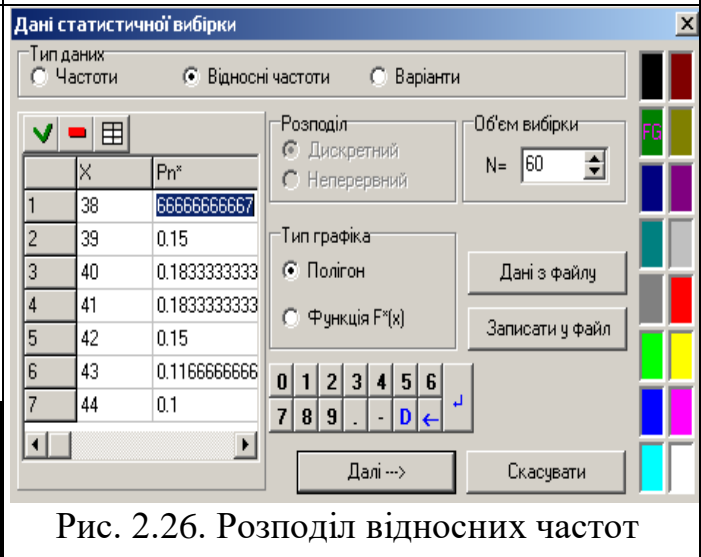 Дані статистичної вибірки
Тип даних
Частоти Відносні частоти Варіанти
X Pn*
1 38 66666666667
2 39 0.15
3 40 0.1833333333
4 41 0.1833333333
5 42 0.15
6 43 0.1166666666
7 44 0.1
Розподіл
Дискретний
Неперервний
Об'єм вибірки
N= 60
Тип графіка
Полігон
Функція F*(x)
Дані з файлу
Записати у файл
0 1 2 3 4 5 6
7 8 9 . - D ←
Далі --->
Скасувати
FG
Рис. 2.26. Розподіл відносних частот